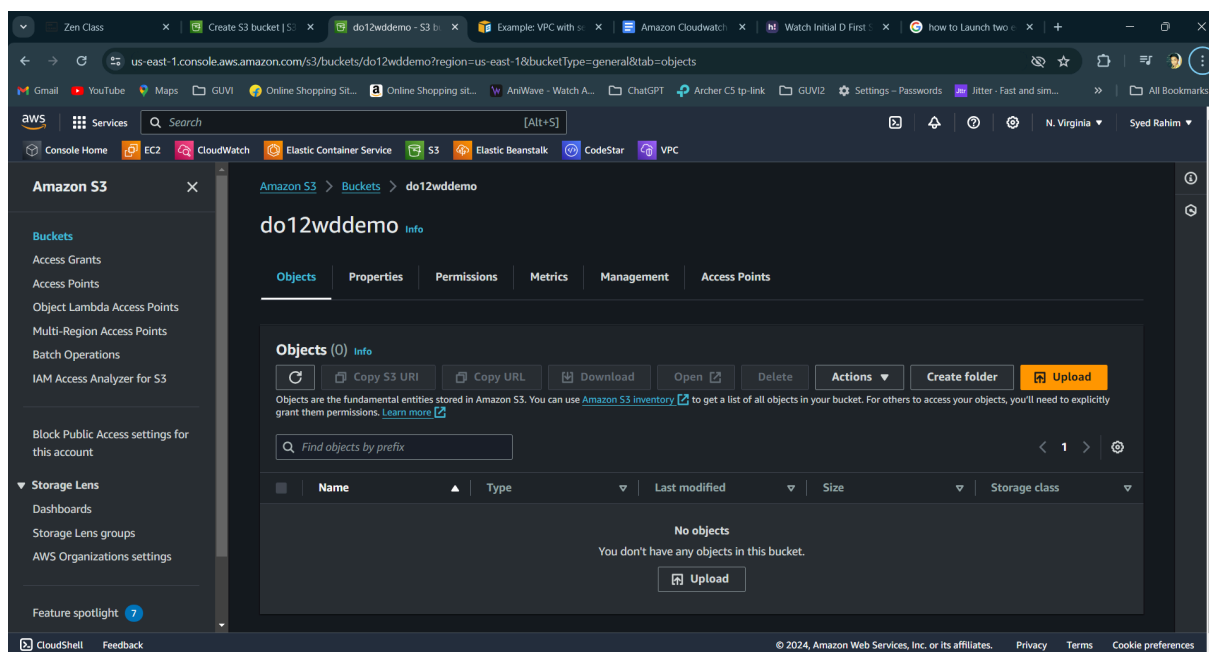 Zen Class
Create S3 bucket | S3
do12wddemo - S3 bu
Example: VPC with se
Amazon Cloudwatch
Watch Initial D First S
how to Launch two e
us-east-1.console.aws.amazon.com/s3/buckets/do12wddemo?region=us-east-1&bucketType=general&tab=objects
Gmail YouTube Maps GUVI Online Shopping Sit... Online Shopping sit... AniWave - Watch A... ChatGPT Archer C5 tp-link GUVI2 Settings – Passwords Jitter - Fast and sim... » All Bookmarks
aws Services Search [Alt+S] N. Virginia ▼ Syed Rahim ▼
Console Home EC2 CloudWatch Elastic Container Service S3 Elastic Beanstalk CodeStar VPC
Amazon S3
Buckets
Access Grants
Access Points
Object Lambda Access Points
Multi-Region Access Points
Batch Operations
IAM Access Analyzer for S3
Block Public Access settings for
this account
Storage Lens
Dashboards
Storage Lens groups
AWS Organizations settings
Feature spotlight 7
Amazon S3 > Buckets > do12wddemo
do12wddemo Info
Objects Properties Permissions Metrics Management Access Points
Objects (0) Info
Copy S3 URI Copy URL Download Open Delete Actions ▼ Create folder Upload
Objects are the fundamental entities stored in Amazon S3. You can use Amazon S3 inventory to get a list of all objects in your bucket. For others to access your objects, you'll need to explicitly
grant them permissions. Learn more
Find objects by prefix
< 1 >
Name Type Last modified Size Storage class
No objects
You don't have any objects in this bucket.
Upload
CloudShell Feedback © 2024, Amazon Web Services, Inc. or its affiliates. Privacy Terms Cookie preferences